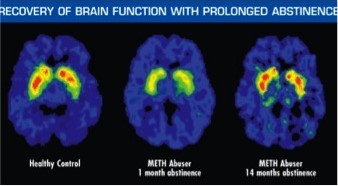 RECOVERY OF BRAIN FUNCTION WITH PROLONGED ABSTINENCE
Healthy Control
METH Abuser
1 month abstinence
METH Abuser
14 months abstinence